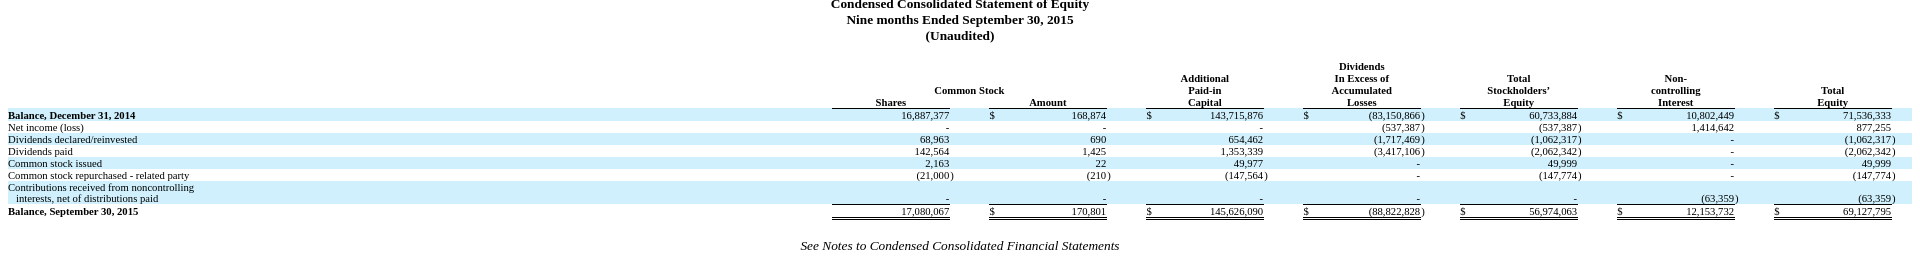 Condensed Consolidated Statement of Equity
Nine months Ended September 30, 2015
(Unaudited)
Dividends
Additional In Excess of Total Non-
Common Stock Paid-in Accumulated Stockholders’ controlling Total
Shares Amount Capital Losses Equity Interest Equity
Balance, December 31, 2014 16,887,377 $ 168,874 $ 143,715,876 $ (83,150,866) $ 60,733,884 $ 10,802,449 $ 71,536,333
Net income (loss) - - - (537,387) (537,387) 1,414,642 877,255
Dividends declared/reinvested 68,963 690 654,462 (1,717,469) (1,062,317) - (1,062,317)
Dividends paid 142,564 1,425 1,353,339 (3,417,106) (2,062,342) - (2,062,342)
Common stock issued 2,163 22 49,977 - 49,999 - 49,999
Common stock repurchased - related party (21,000) (210) (147,564) - (147,774) - (147,774)
Contributions received from noncontrolling
interests, net of distributions paid - - - - - (63,359) (63,359)
Balance, September 30, 2015 17,080,067 $ 170,801 $ 145,626,090 $ (88,822,828) $ 56,974,063 $ 12,153,732 $ 69,127,795
See Notes to Condensed Consolidated Financial Statements